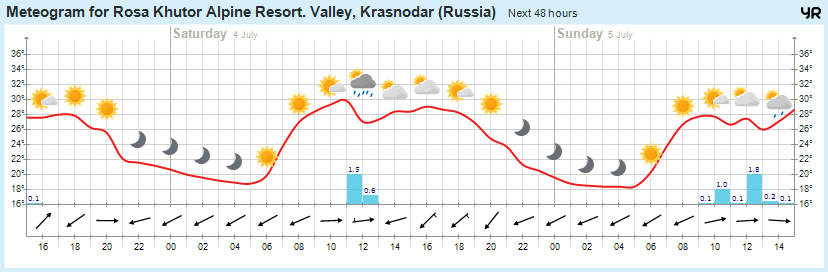 Meteogram for Rosa Khutor Alpine Resort. Valley, Krasnodar (Russia) Next 48 hours YR
Saturday 4 July Sunday 5 July
36° 36°
34° 34°
32° 32°
30° 30°
28° 28°
26° 26°
24° 24°
22° 22°
20° 20°
18° 18°
16° 16°
0.1 1.5 0.6 0.1 1.0 0.1 1.8 0.2 0.1
16 18 20 22 00 02 04 06 08 10 12 14 16 18 20 22 00 02 04 06 08 10 12 14